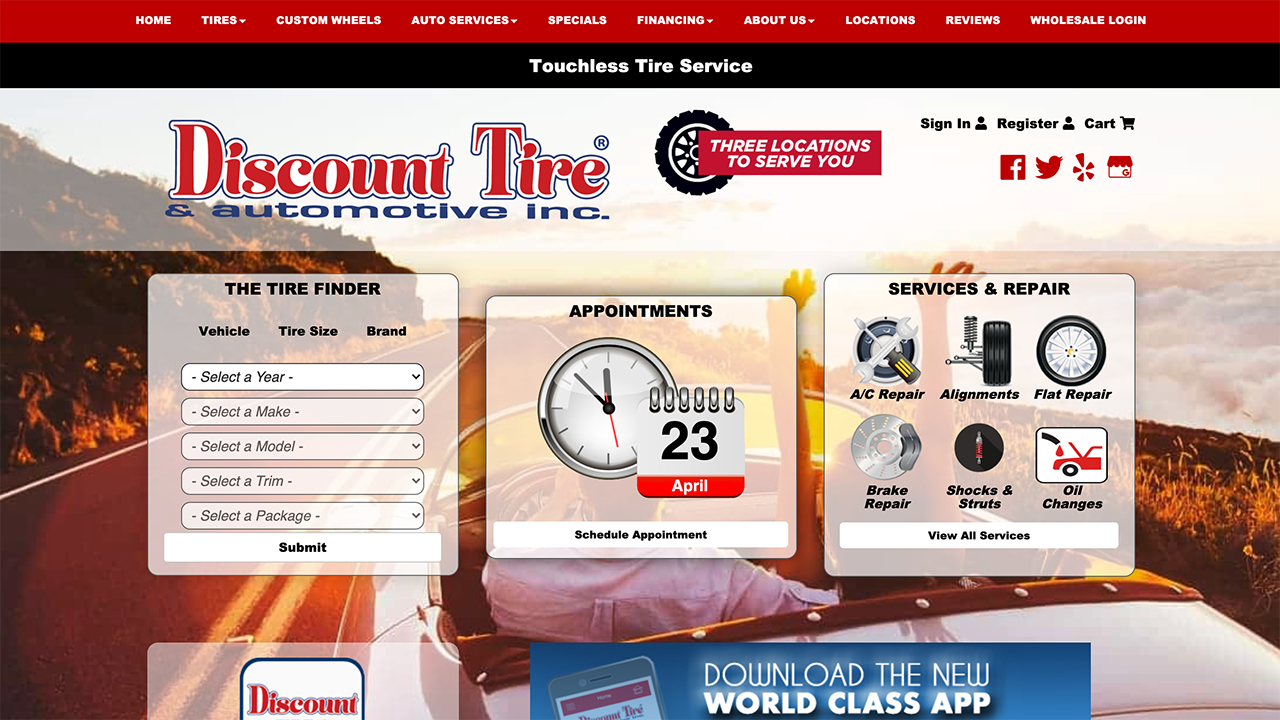 HOME TIRES CUSTOM WHEELS AUTO SERVICES SPECIALS FINANCING ABOUT US LOCATIONS REVIEWS WHOLESALE LOGIN
Touchless Tire Service
Sign In Register Cart
Discount Tire®
& automotive inc.
THREE LOCATIONS
TO SERVE YOU
THE TIRE FINDER
Vehicle Tire Size Brand
- Select a Year -
- Select a Make -
- Select a Model -
- Select a Trim -
- Select a Package -
Submit
APPOINTMENTS
23
April
Schedule Appointment
SERVICES & REPAIR
A/C Repair Alignments Flat Repair
Brake Repair
Shocks & Struts
Oil Changes
View All Services
Discount
DOWNLOAD THE NEW
WORLD CLASS APP
Home
Discount Tire